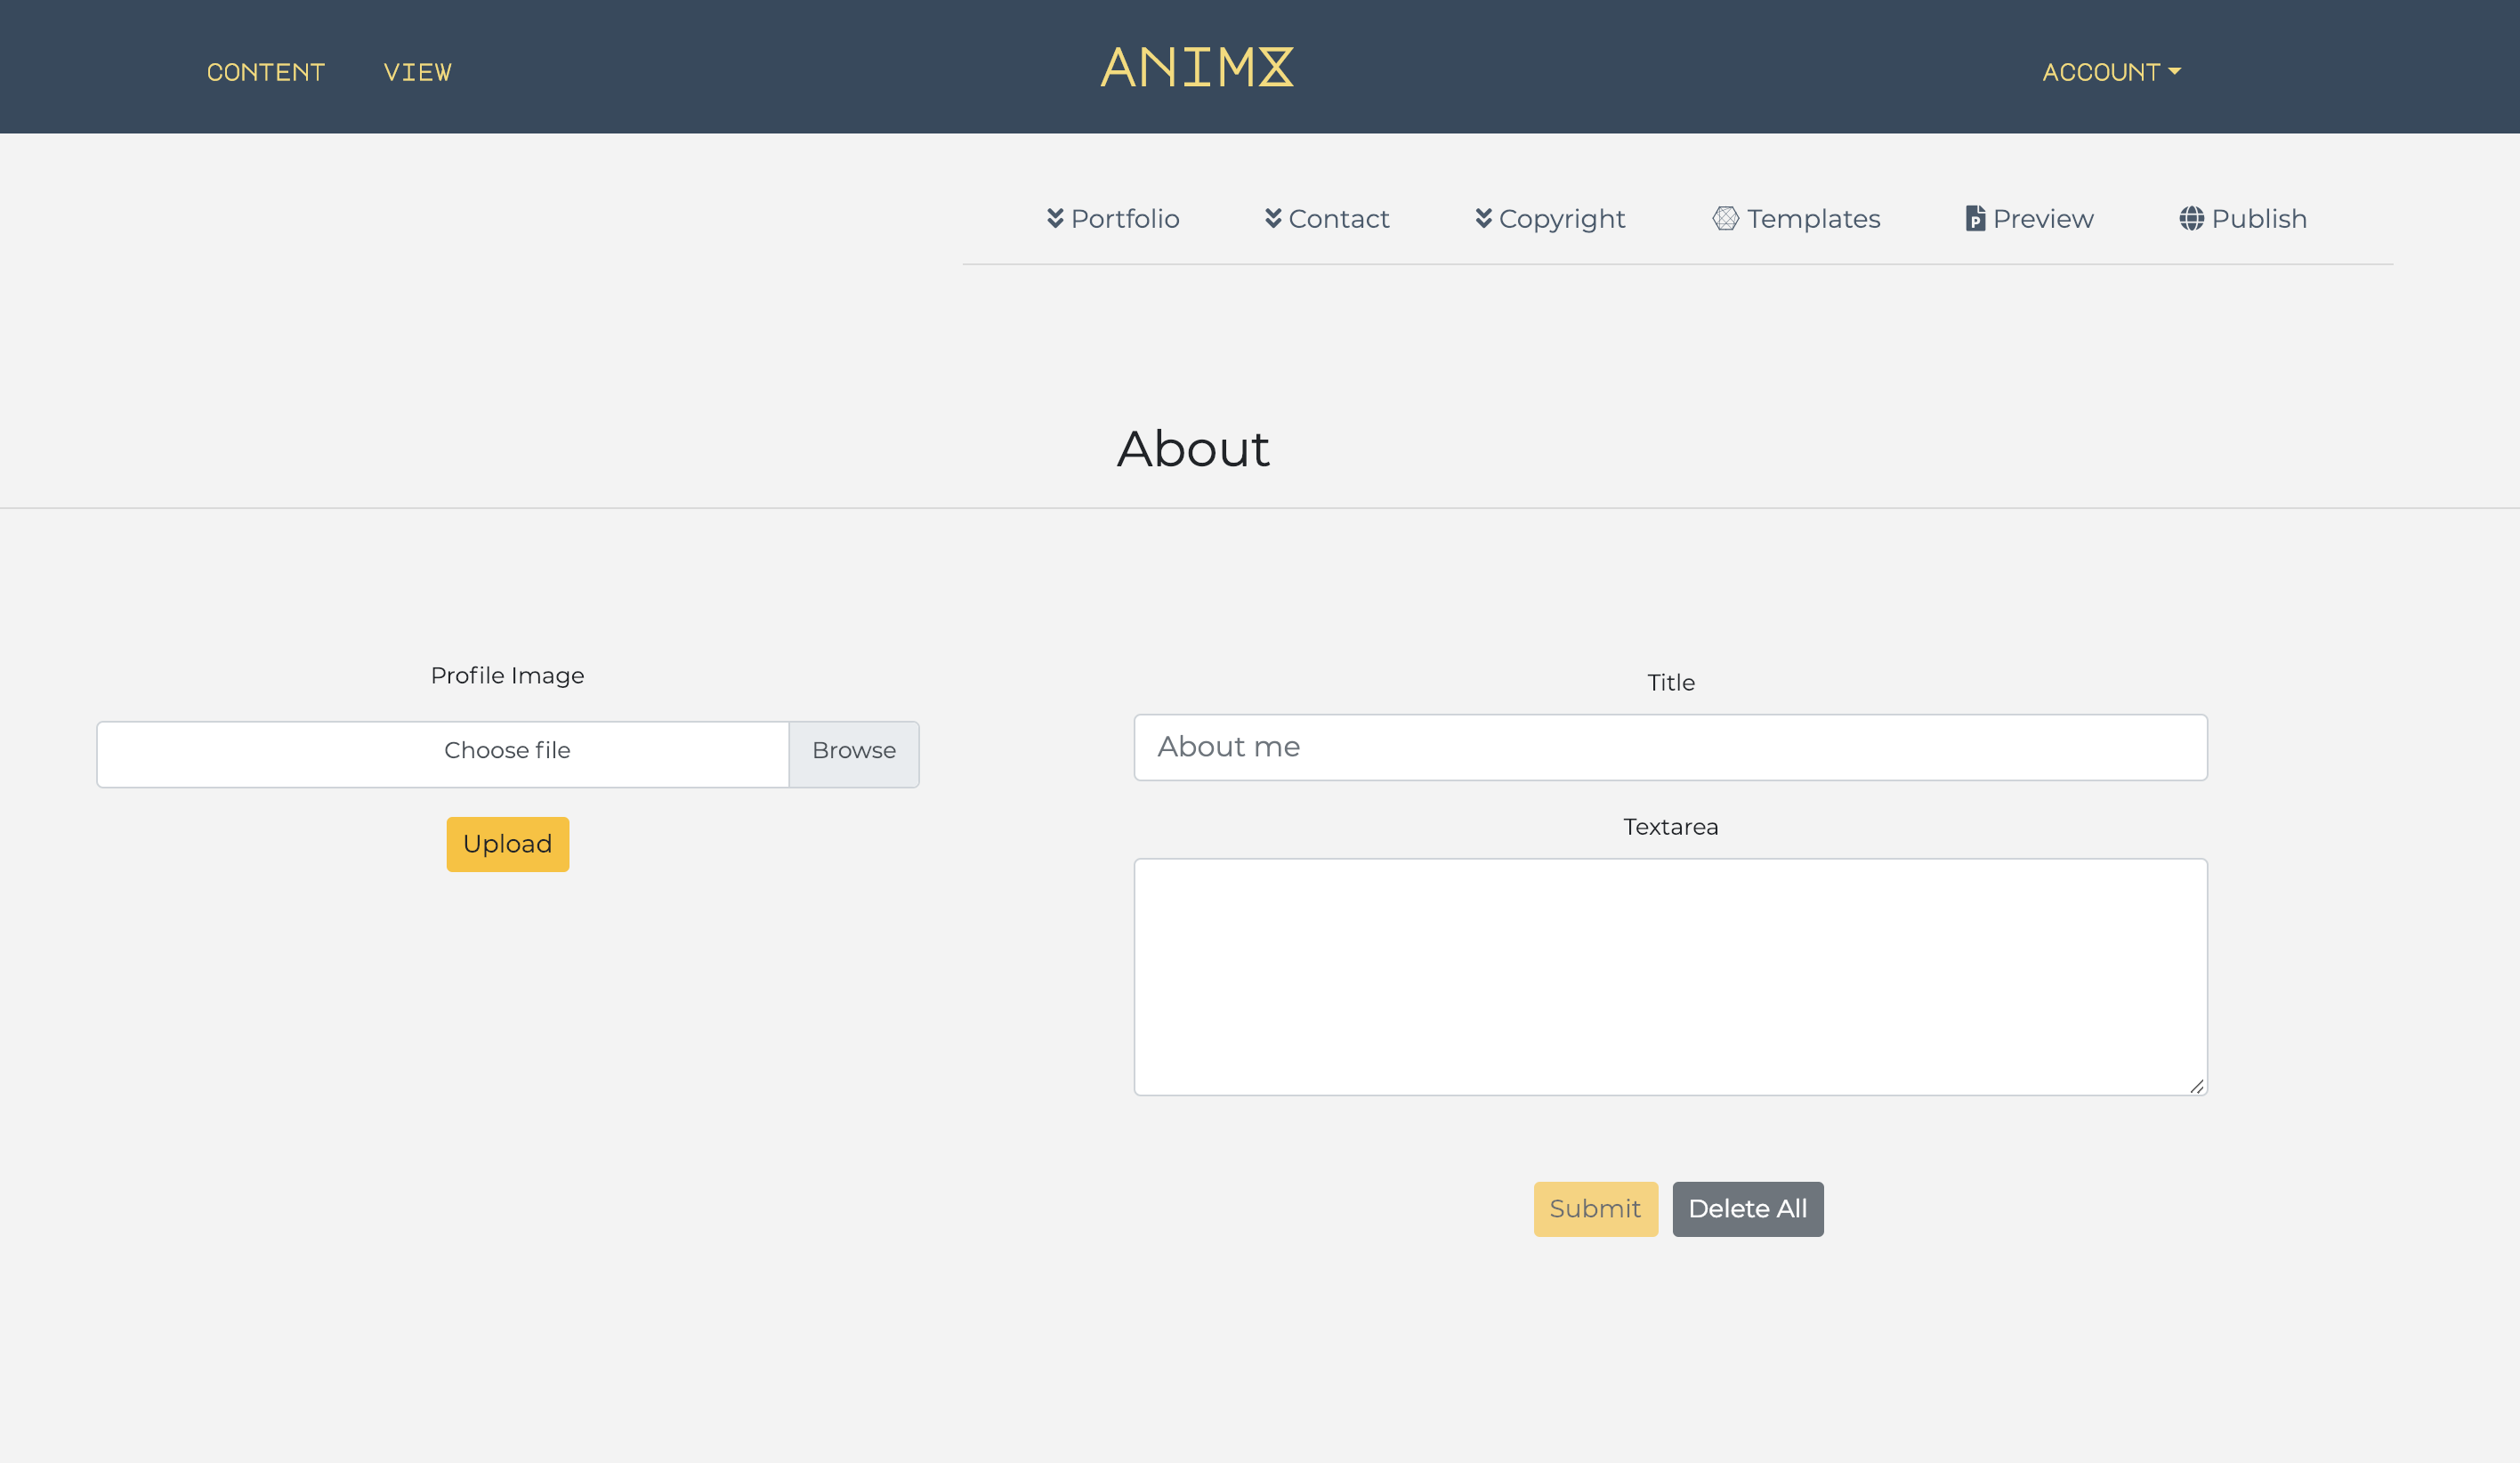 CONTENT VIEW ANIMX ACCOUNT
Portfolio Contact Copyright Templates Preview Publish
About
Profile Image
Choose file Browse
Upload
Title
About me
Textarea
Submit Delete All